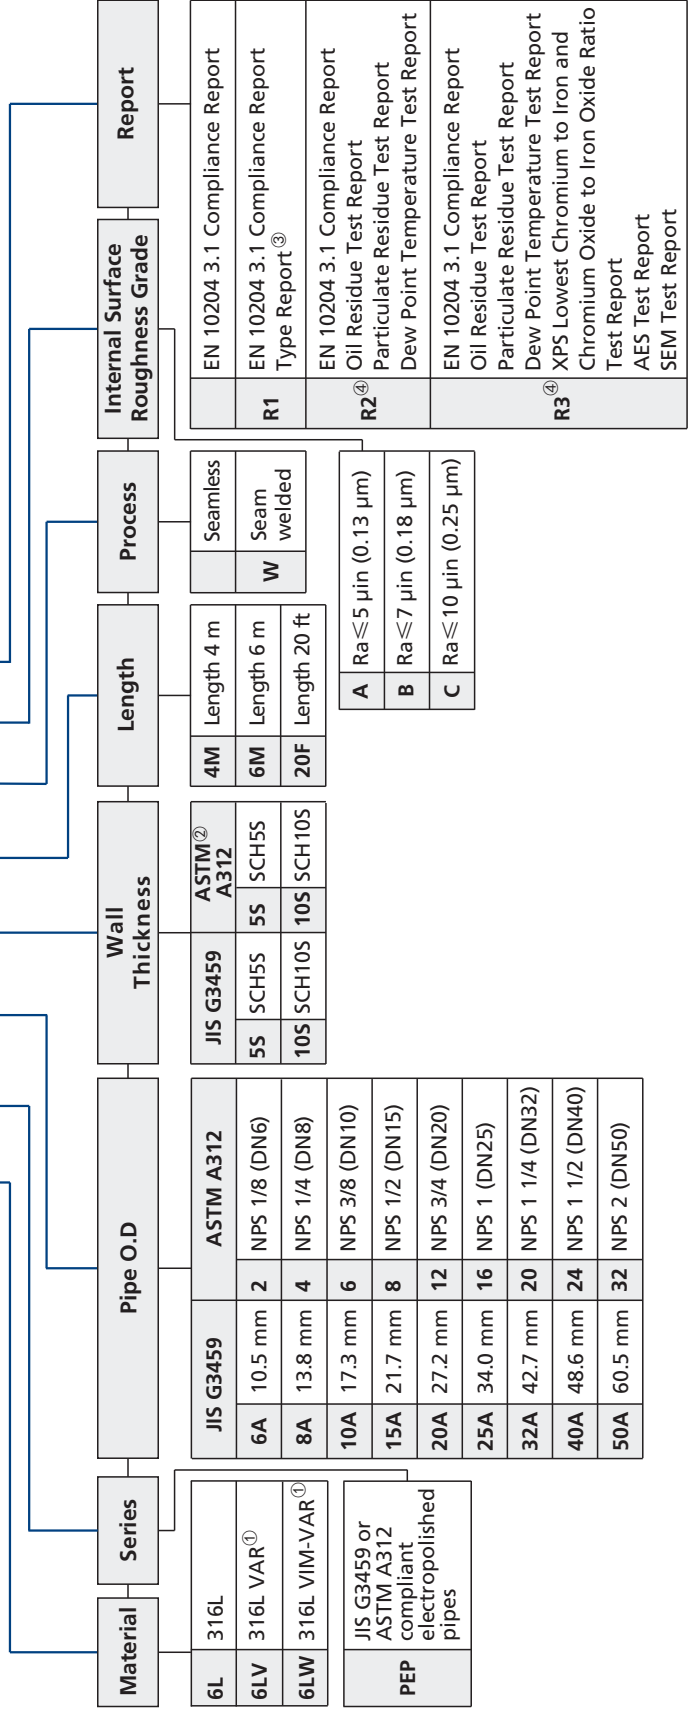 Material
6L 316L
6LV 316L VAR①
6LW 316L VIM-VAR①
Series
PEP
JIS G3459 or
ASTM A312
compliant
electropolished
pipes
Pipe O.D
JIS G3459 ASTM A312
6A 10.5 mm 2 NPS 1/8 (DN6)
8A 13.8 mm 4 NPS 1/4 (DN8)
10A 17.3 mm 6 NPS 3/8 (DN10)
15A 21.7 mm 8 NPS 1/2 (DN15)
20A 27.2 mm 12 NPS 3/4 (DN20)
25A 34.0 mm 16 NPS 1 (DN25)
32A 42.7 mm 20 NPS 1 1/4 (DN32)
40A 48.6 mm 24 NPS 1 1/2 (DN40)
50A 60.5 mm 32 NPS 2 (DN50)
Wall
Thickness
JIS G3459
ASTM②
A312
5S SCH5S 5S SCH5S
10S SCH10S 10S SCH10S
Length
4M Length 4 m
6M Length 6 m
20F Length 20 ft
Process
Seamless
W
Seam
welded
Internal Surface
Roughness Grade
A Ra⩽5 μin (0.13 μm)
B Ra⩽7 μin (0.18 μm)
C Ra⩽10 μin (0.25 μm)
Report
EN 10204 3.1 Compliance Report
R1
EN 10204 3.1 Compliance Report
Type Report③
R2④
EN 10204 3.1 Compliance Report
Oil Residue Test Report
Particulate Residue Test Report
Dew Point Temperature Test Report
R3④
EN 10204 3.1 Compliance Report
Oil Residue Test Report
Particulate Residue Test Report
Dew Point Temperature Test Report
XPS Lowest Chromium to Iron and
Chromium Oxide to Iron Oxide Ratio
Test Report
AES Test Report
SEM Test Report